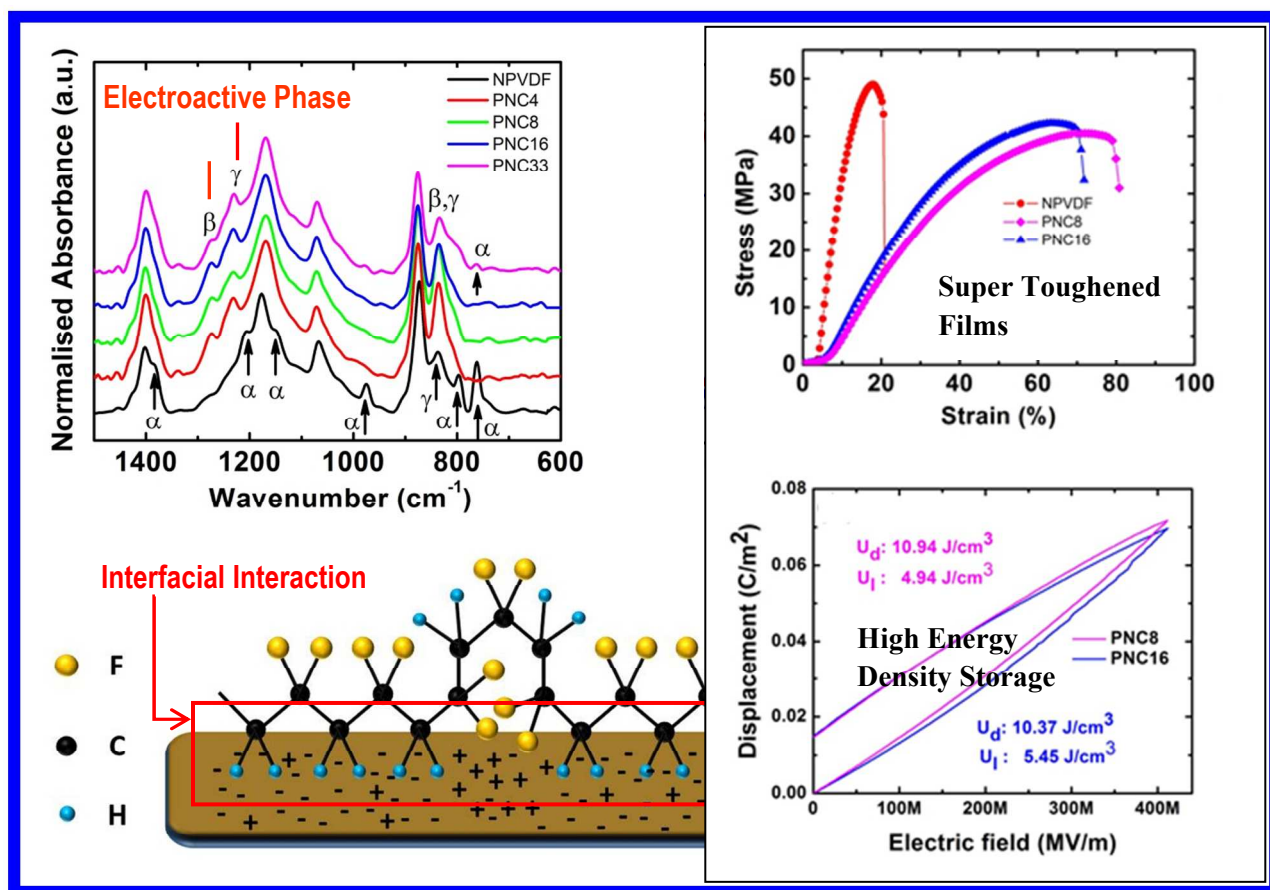 Normalised Absorbance (a.u.)
Electroactive Phase
NPVDF
PNC4
PNC8
PNC16
PNC33
β
γ
β,γ
α
α
α
α
α
γ
α
α
1400 1200 1000 800 600
Wavenumber (cm⁻¹)
Interfacial Interaction
F
C
H
Stress (MPa)
50
40
30
20
10
0
NPVDF
PNC8
PNC16
Super Toughened
Films
0 20 40 60 80 100
Strain (%)
Displacement (C/m²)
0.08
0.06
0.04
0.02
0.00
U_d: 10.94 J/cm³
U_l : 4.94 J/cm³
High Energy
Density Storage
PNC8
PNC16
U_d: 10.37 J/cm³
U_l : 5.45 J/cm³
0 100M 200M 300M 400M
Electric field (MV/m)